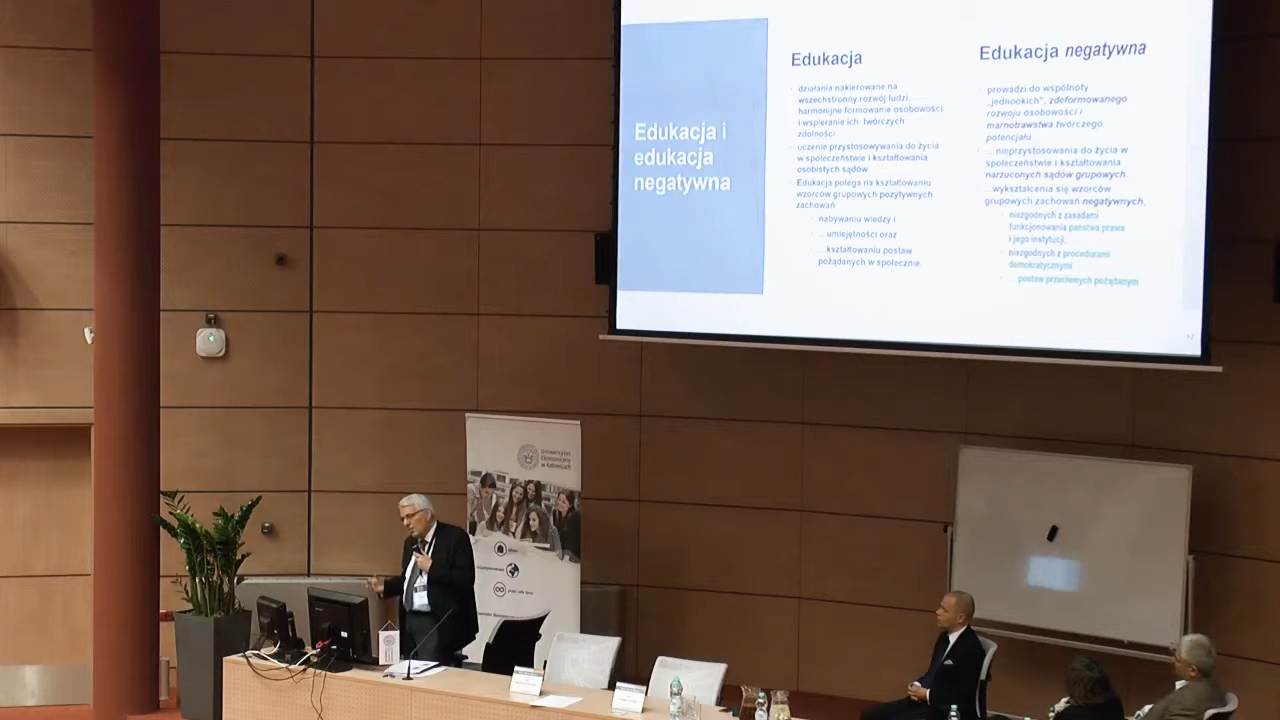 Edukacja i
edukacja
negatywna
Edukacja
działania nakierowane na
wszechstronny rozwój ludzi,
harmonijne formowanie osobowości
i wspieranie ich twórczych
zdolności.
uczenie przystosowywania do życia
w społeczeństwie i kształtowania
osobistych sądów.
Edukacja polega na kształtowaniu
wzorców grupowych pozytywnych
zachowań
nabywaniu wiedzy i
...umiejętności oraz
...kształtowaniu postaw
pożądanych w społecznie.
Edukacja negatywna
prowadzi do wspólnoty
„jednookich”, zdeformowanego
rozwoju osobowości i
marnotrawstwa twórczego
potencjału
... nieprzystosowania do życia w
społeczeństwie i kształtowania
narzuconych sądów grupowych.
...wykształcenia się wzorców
grupowych zachowań negatywnych,
niezgodnych z zasadami
funkcjonowania państwa prawa
i jego instytucji,
niezgodnych z procedurami
demokratycznymi
... postaw przeciwnych pożądanym
Uniwersytet
Ekonomiczny
w Katowicach